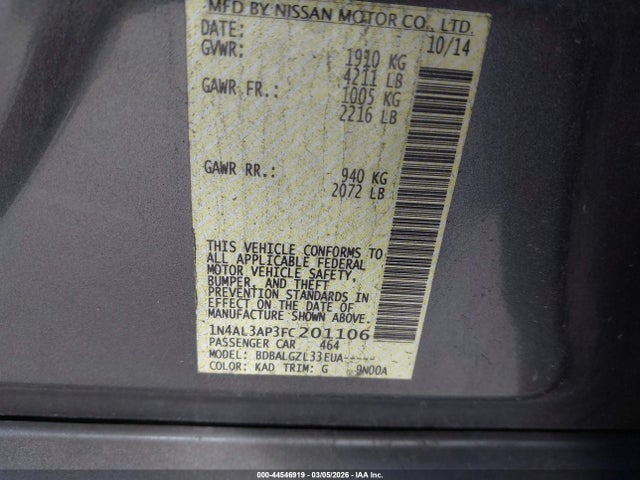 MFD BY NISSAN MOTOR CO., LTD.
DATE: 10/14
GVWR: 1910 KG
4211 LB
GAWR FR.: 1005 KG
2216 LB
GAWR RR.: 940 KG
2072 LB
THIS VEHICLE CONFORMS TO
ALL APPLICABLE FEDERAL
MOTOR VEHICLE SAFETY,
BUMPER, AND THEFT
PREVENTION STANDARDS IN
EFFECT ON THE DATE OF
MANUFACTURE SHOWN ABOVE.
1N4AL3AP3FC201106
PASSENGER CAR 464
MODEL: BDBALGZL33EUA-----
COLOR: KAD TRIM: G 9N00A
000-44546919 - 03/05/2026 - IAA Inc.